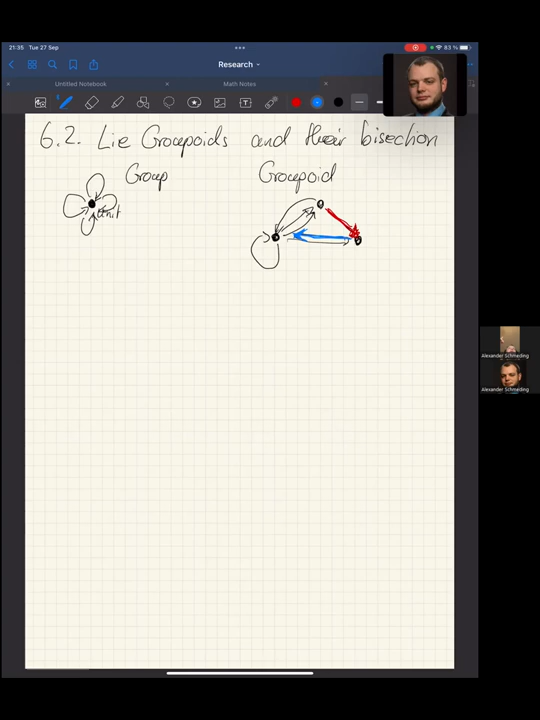 21:35 Tue 27 Sep
83 %
Research
Untitled Notebook
Math Notes
6.2. Lie Groupoids and their bisection
Group
Groupoid
Unit
Alexander Schmeding
Alexander Schmeding